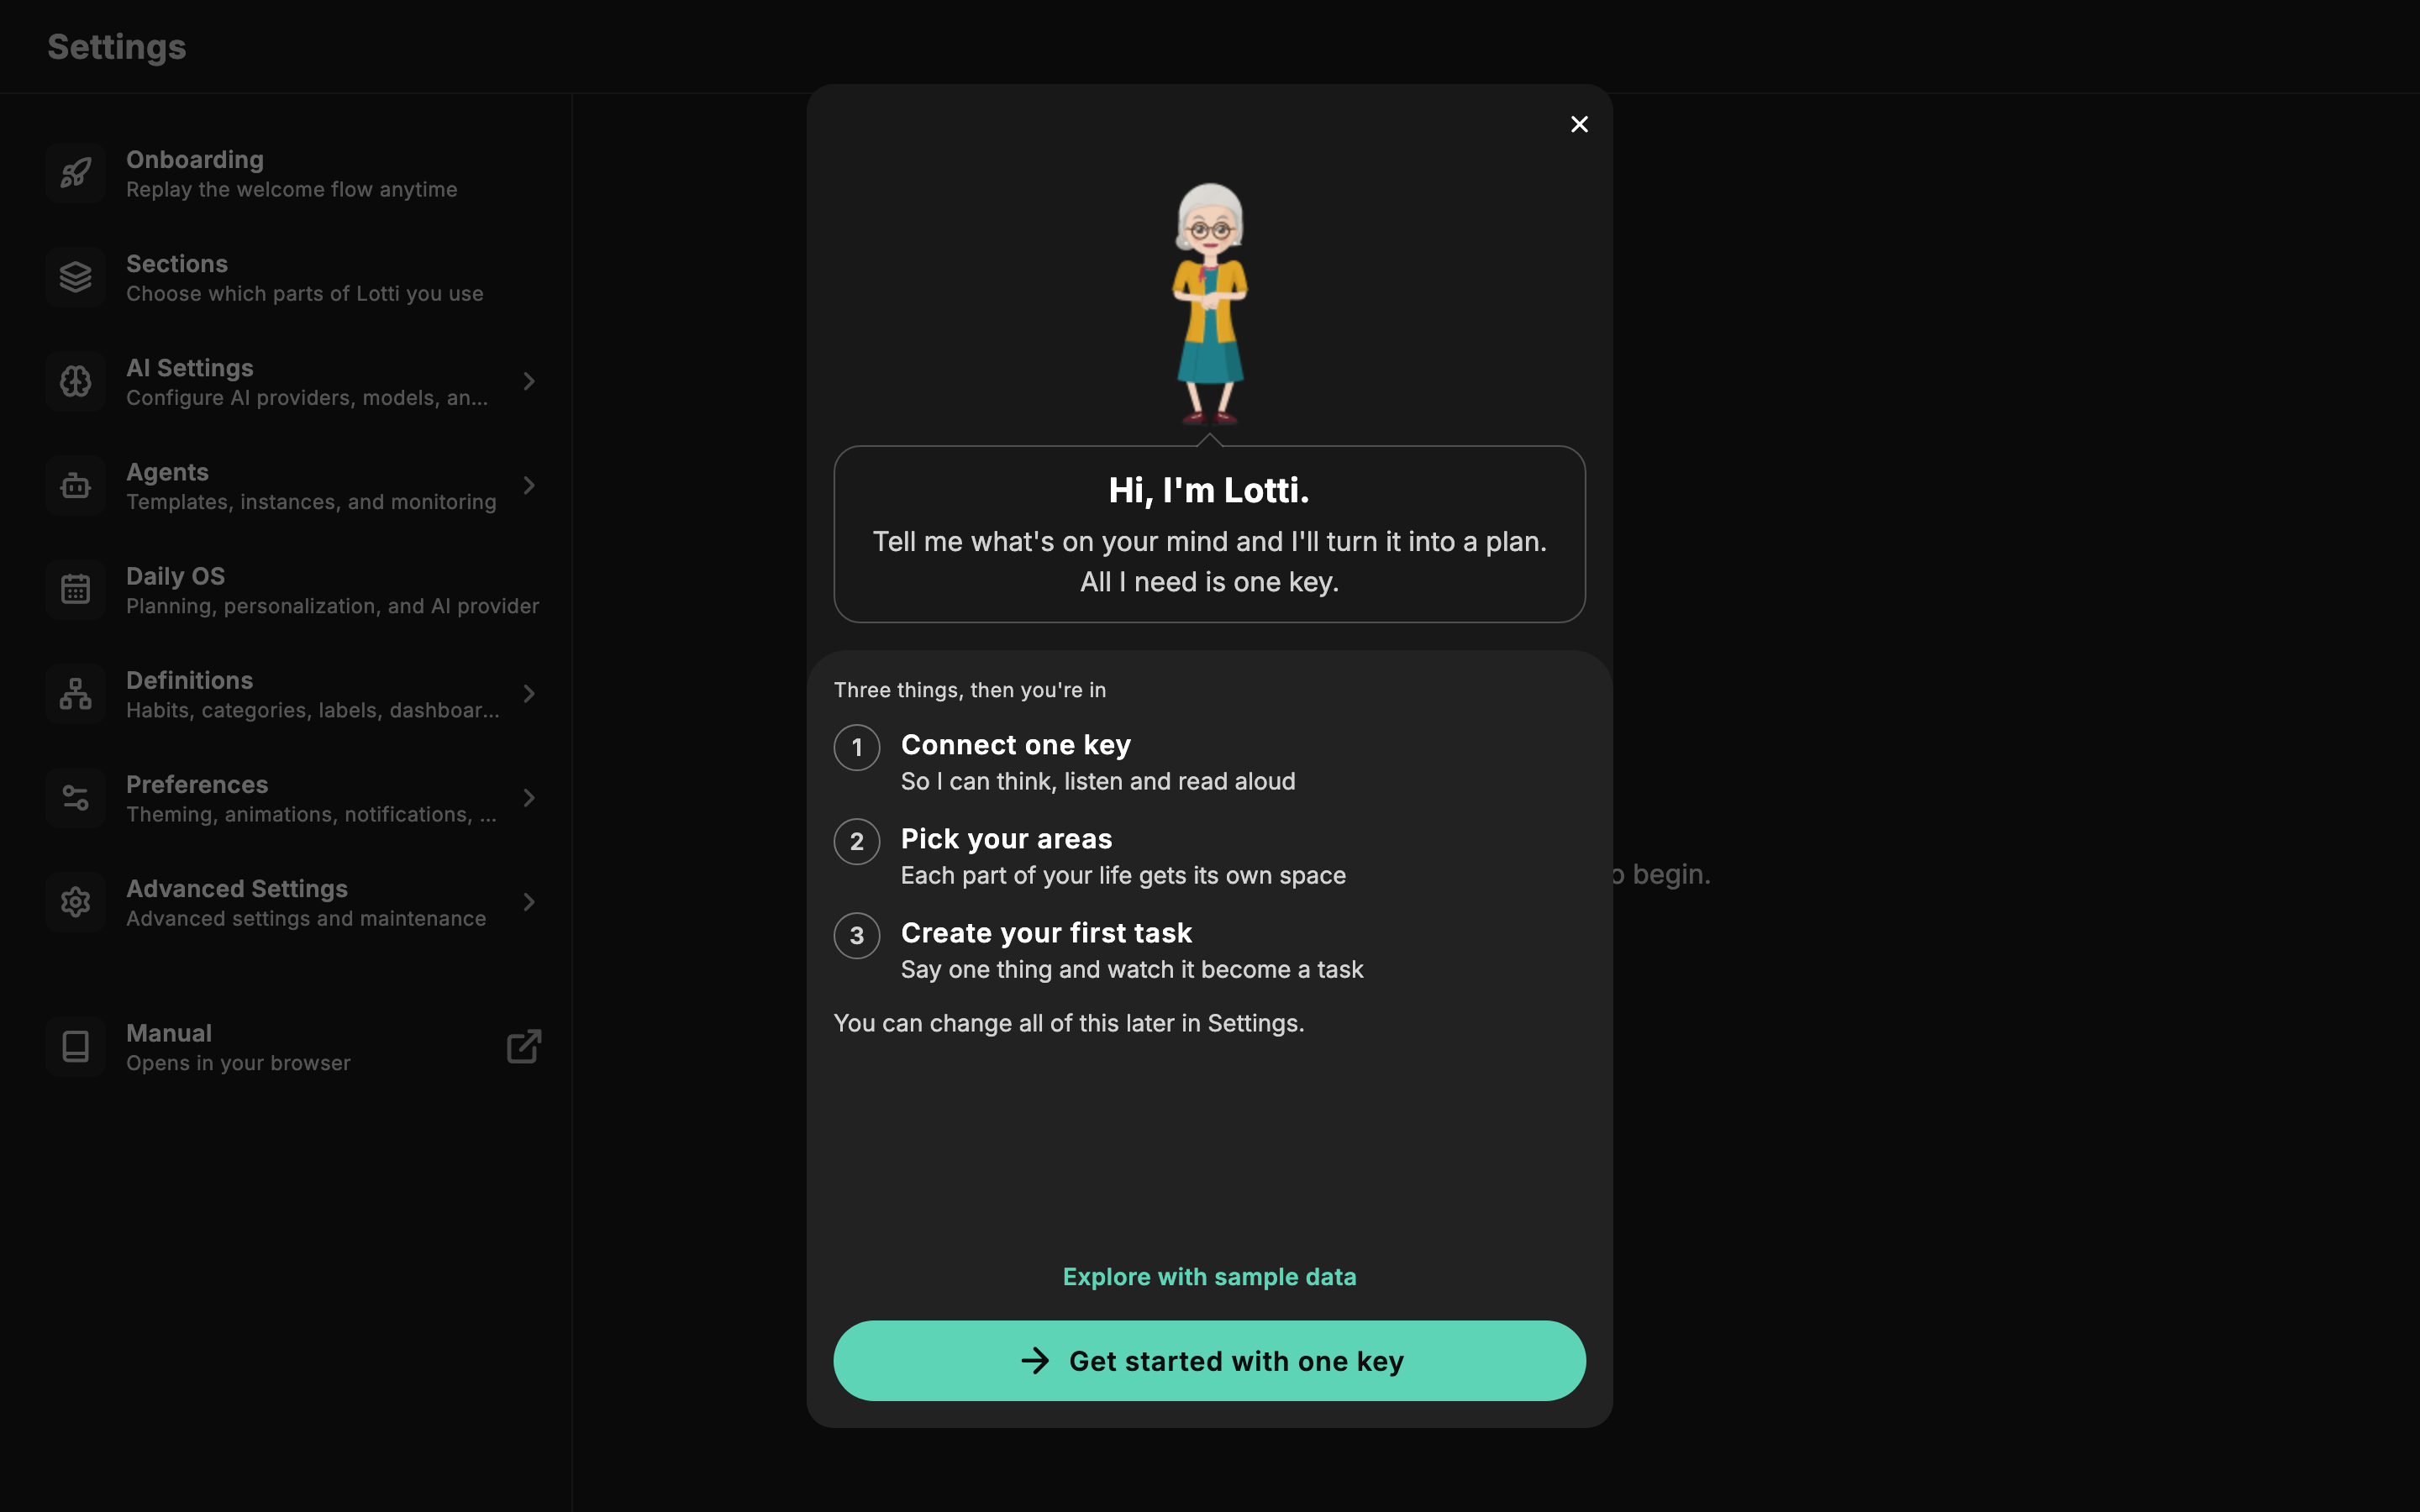 Settings
Onboarding
Replay the welcome flow anytime
Sections
Choose which parts of Lotti you use
AI Settings
Configure AI providers, models, an...
Agents
Templates, instances, and monitoring
Daily OS
Planning, personalization, and AI provider
Definitions
Habits, categories, labels, dashboar...
Preferences
Theming, animations, notifications, ...
Advanced Settings
Advanced settings and maintenance
Manual
Opens in your browser
Hi, I'm Lotti.
Tell me what's on your mind and I'll turn it into a plan.
All I need is one key.
Three things, then you're in
1 Connect one key
So I can think, listen and read aloud
2 Pick your areas
Each part of your life gets its own space
3 Create your first task
Say one thing and watch it become a task
You can change all of this later in Settings.
Explore with sample data
Get started with one key
begin.